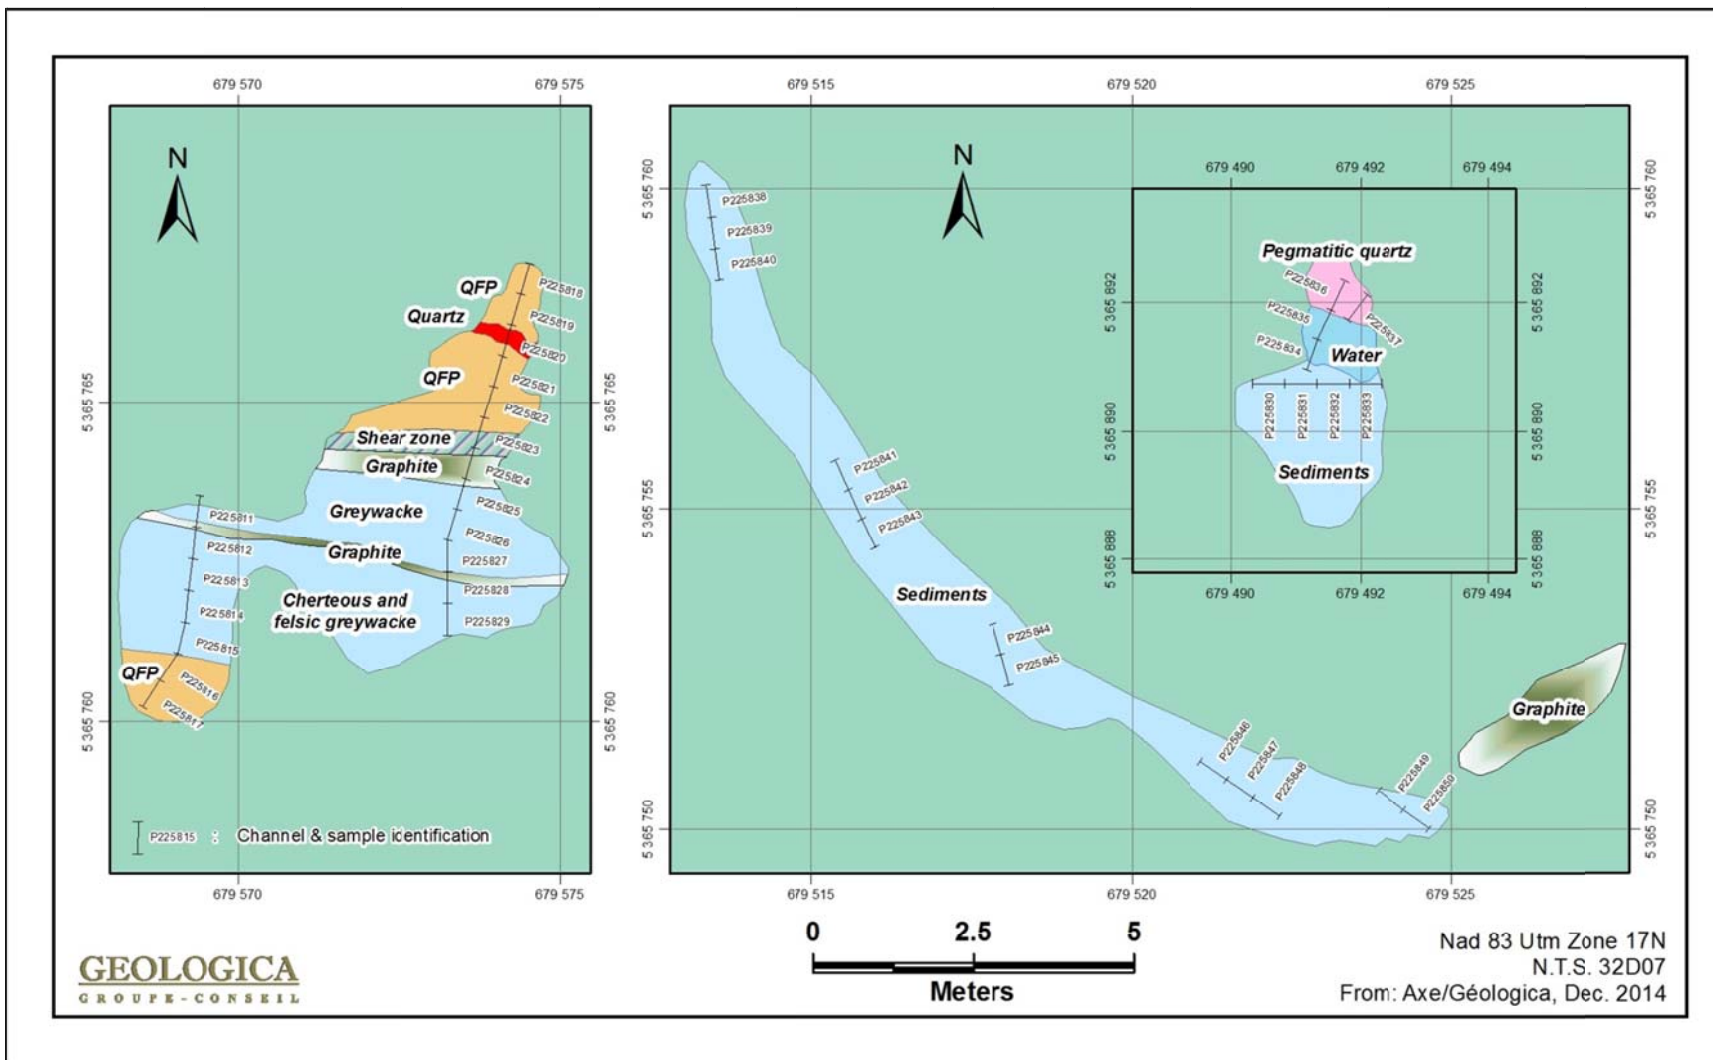 679 570
679 575
679 515
679 520
679 525
N
QFP
P225818
P225819
Quartz
P225820
QFP
P225821
P225822
5 365 765
5 365 765
Shear zone
P225823
Graphite
P225824
Greywacke
P225825
P225811
P225826
P225812
Graphite
P225827
P225813
P225828
Cherteous and
felsic greywacke
P225814
P225829
P225815
QFP
P225816
P225817
5 365 760
5 365 760
P225815 : Channel & sample identification
679 570
679 575
N
5 365 760
5 365 760
P225838
P225839
P225840
P225841
P225842
P225843
5 365 755
5 365 755
Sediments
P225844
P225845
P225846
P225847
P225848
P225849
P225850
5 365 750
5 365 750
Graphite
679 490
679 492
679 494
Pegmatitic quartz
5 365 892
5 365 892
P225836
P225835
P225837
P225834
Water
P225830
P225831
P225832
P225833
5 365 890
5 365 890
Sediments
5 365 888
5 365 888
679 490
679 492
679 494
679 515
679 520
679 525
0
2.5
5
Meters
GEOLOGICA
GROUPE-CONSEIL
Nad 83 Utm Zone 17N
N.T.S. 32D07
From: Axe/Géologica, Dec. 2014